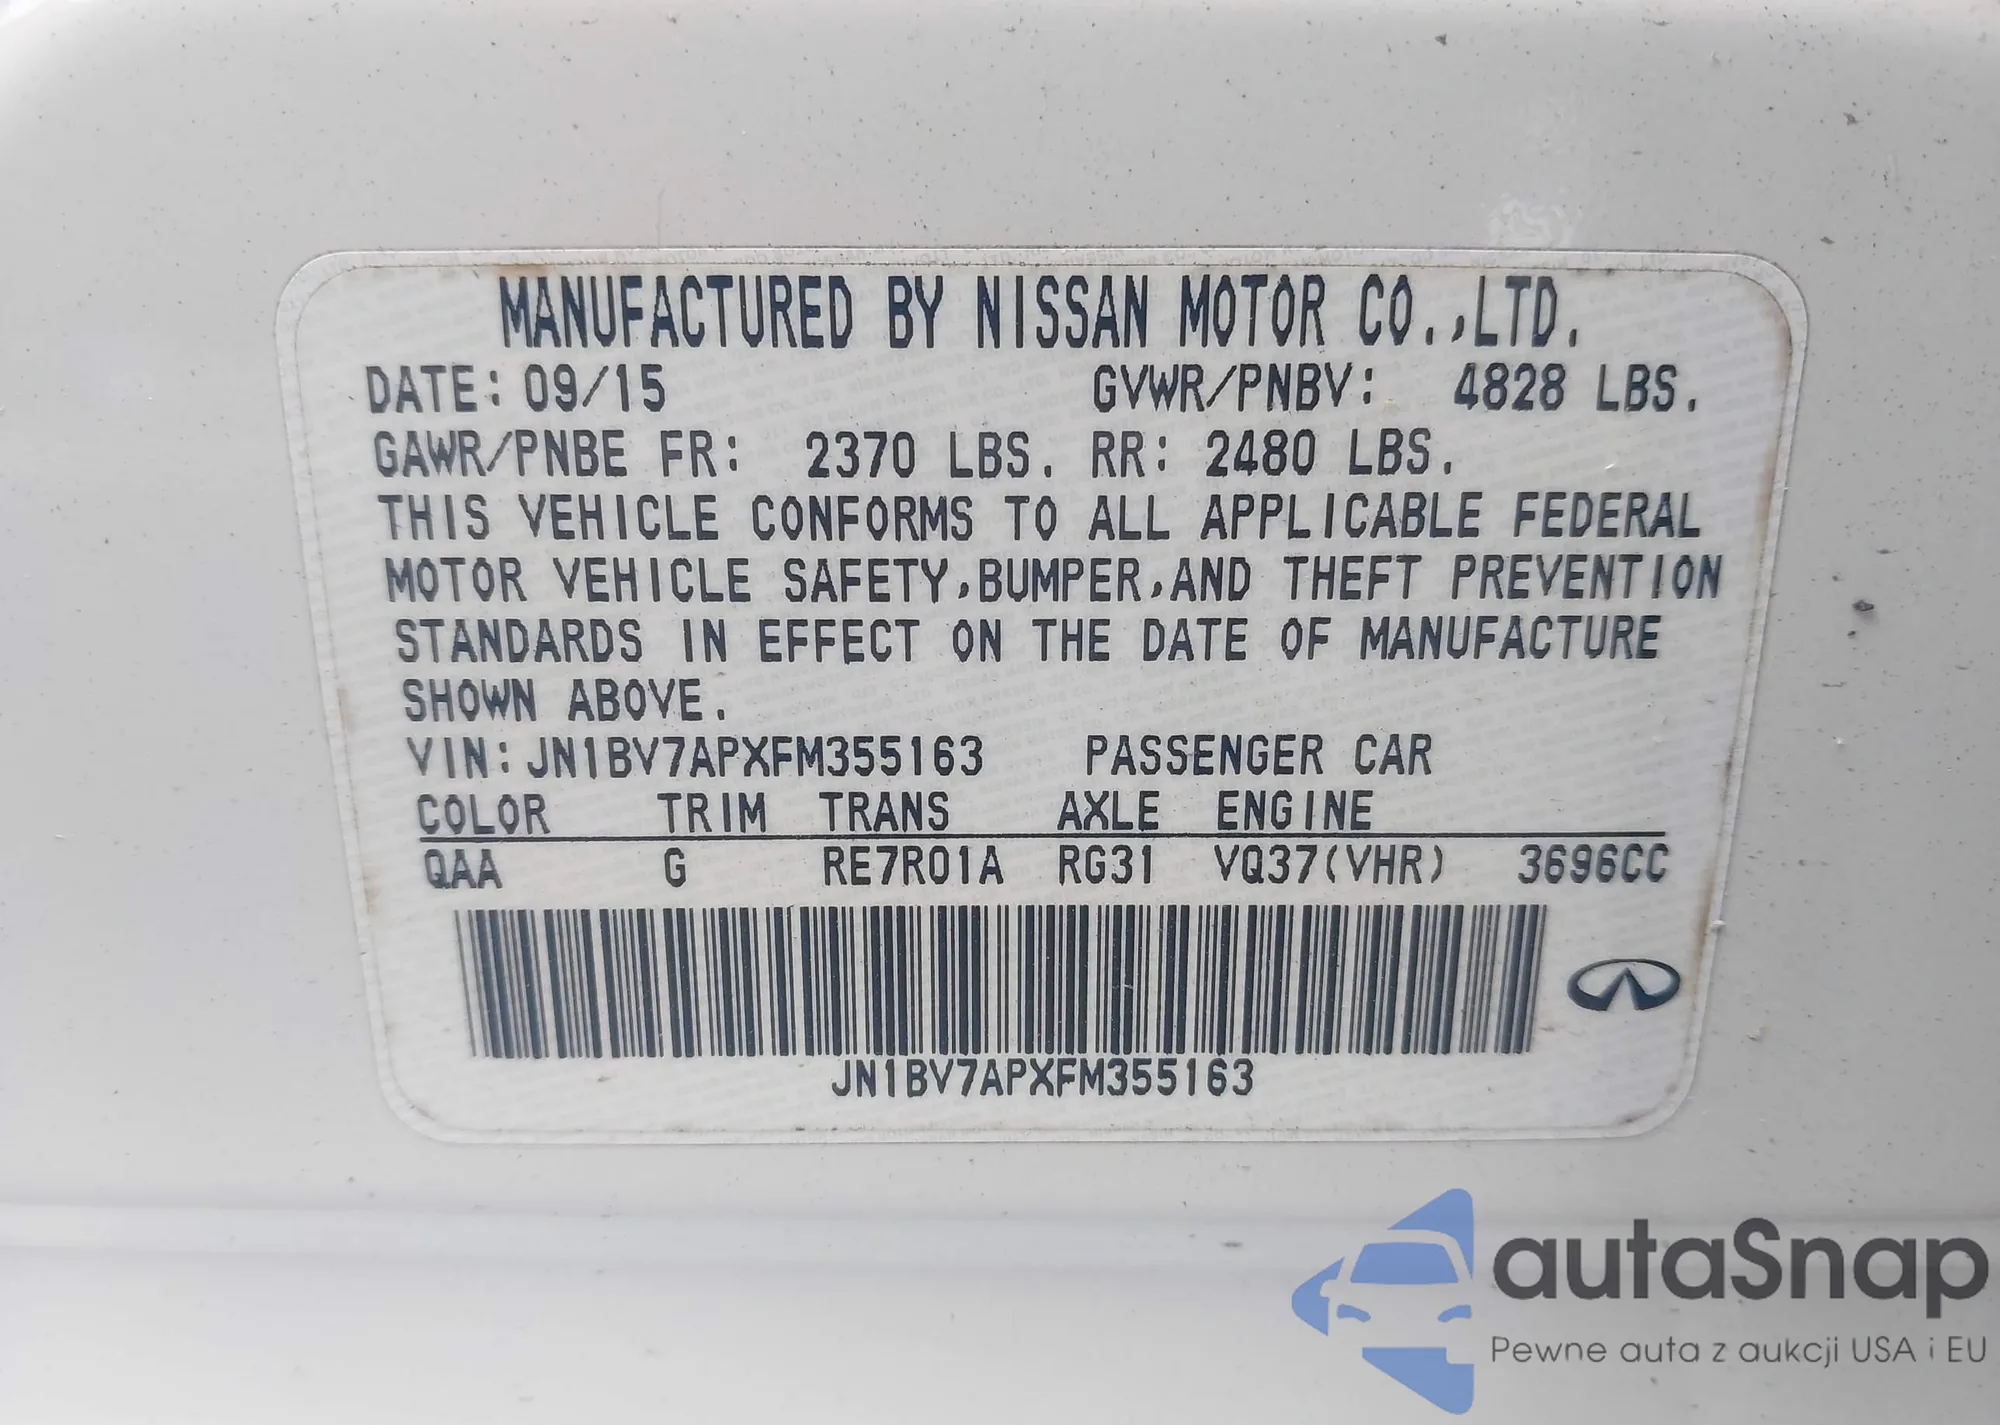 MANUFACTURED BY NISSAN MOTOR CO.,LTD.
DATE: 09/15 GVWR/PNBV: 4828 LBS.
GAWR/PNBE FR: 2370 LBS. RR: 2480 LBS.
THIS VEHICLE CONFORMS TO ALL APPLICABLE FEDERAL
MOTOR VEHICLE SAFETY,BUMPER,AND THEFT PREVENTION
STANDARDS IN EFFECT ON THE DATE OF MANUFACTURE
SHOWN ABOVE.
VIN:JN1BV7APXFM355163 PASSENGER CAR
COLOR TRIM TRANS AXLE ENGINE
QAA G RE7R01A RG31 VQ37(VHR) 3696CC
JN1BV7APXFM355163
autaSnap
Pewne auta z aukcji USA i EU